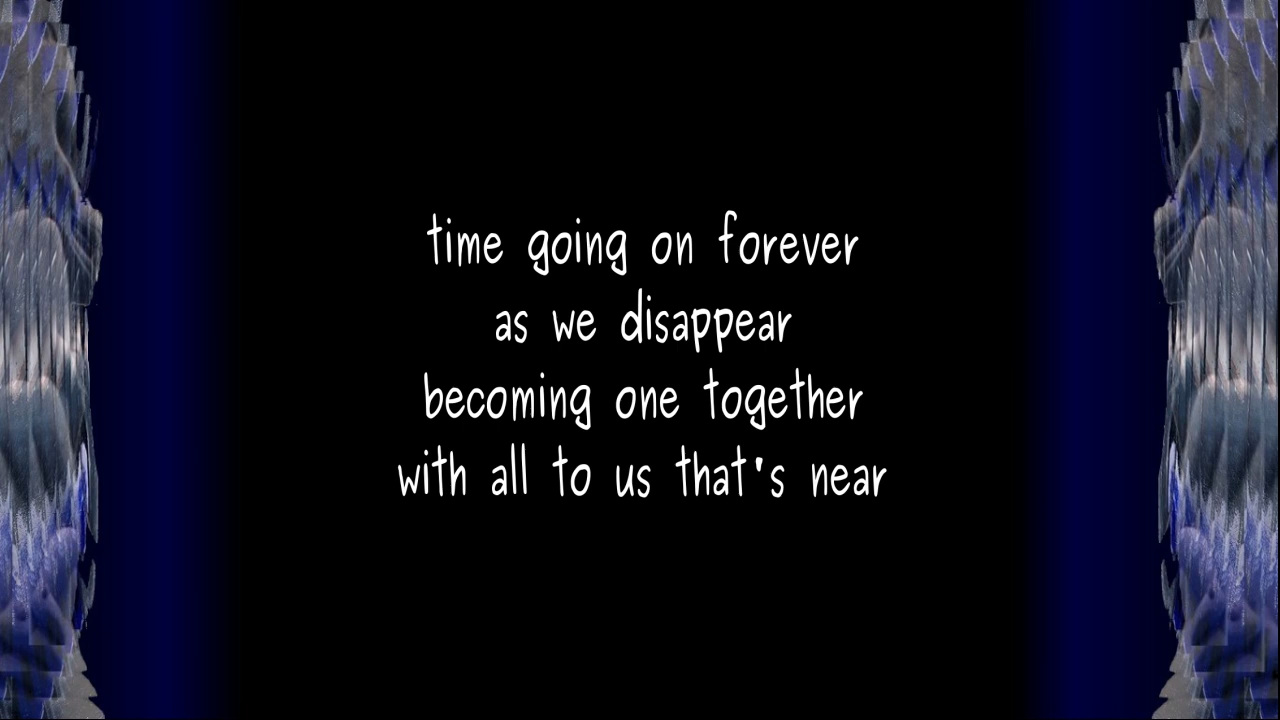 time going on forever
as we disappear
becoming one together
with all to us that's near